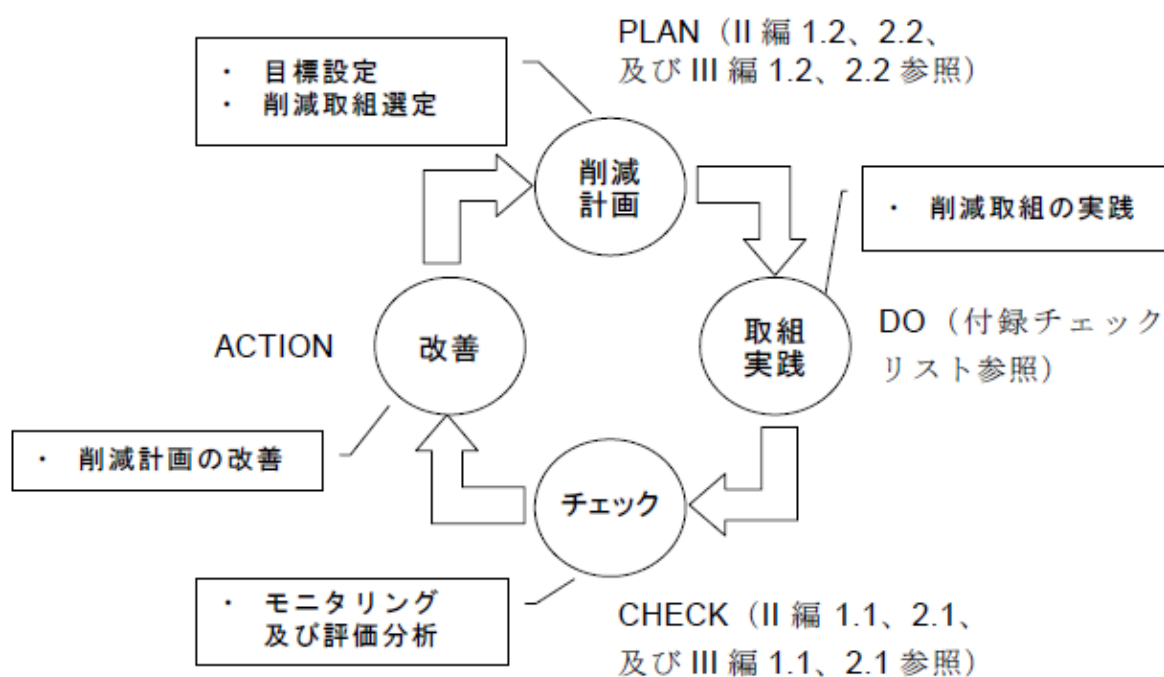 PLAN（II 編 1.2、2.2、
及び III 編 1.2、2.2 参照）
・ 目標設定
・ 削減取組選定
削減
計画
・ 削減取組の実践
取組
実践
DO（付録チェック
リスト参照）
ACTION
改善
・ 削減計画の改善
チェック
・ モニタリング
及び評価分析
CHECK（II 編 1.1、2.1、
及び III 編 1.1、2.1 参照）